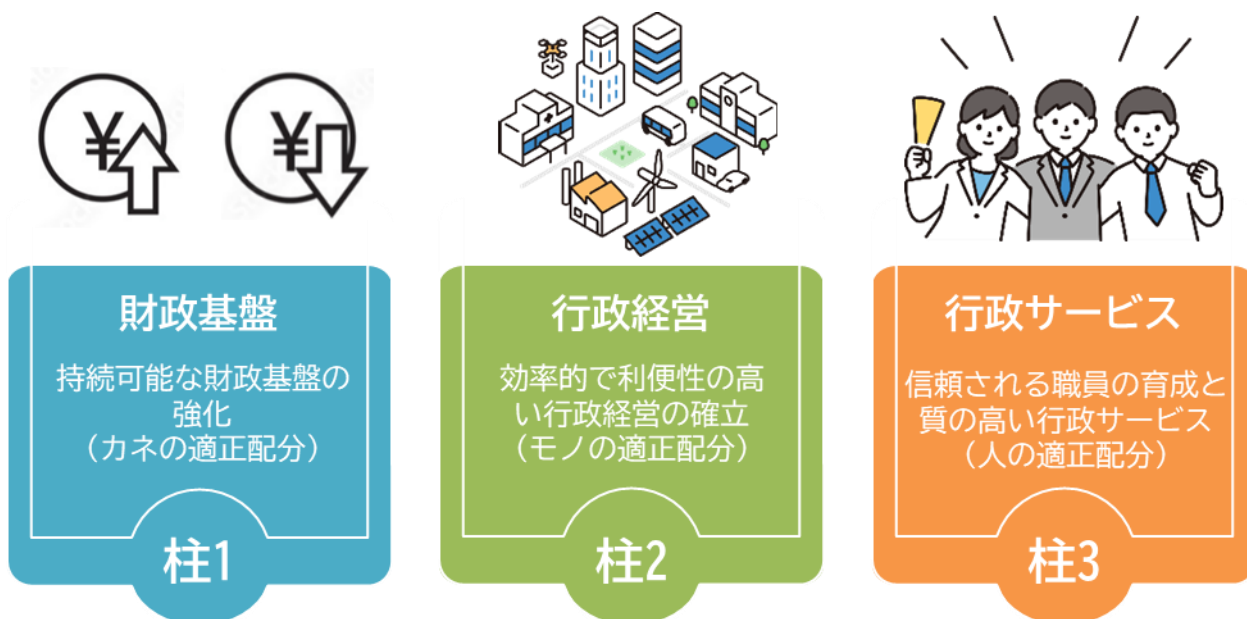 ¥
¥
財政基盤
持続可能な財政基盤の
強化
（カネの適正配分）
柱1
行政経営
効率的で利便性の高
い行政経営の確立
（モノの適正配分）
柱2
行政サービス
信頼される職員の育成と
質の高い行政サービス
（人の適正配分）
柱3